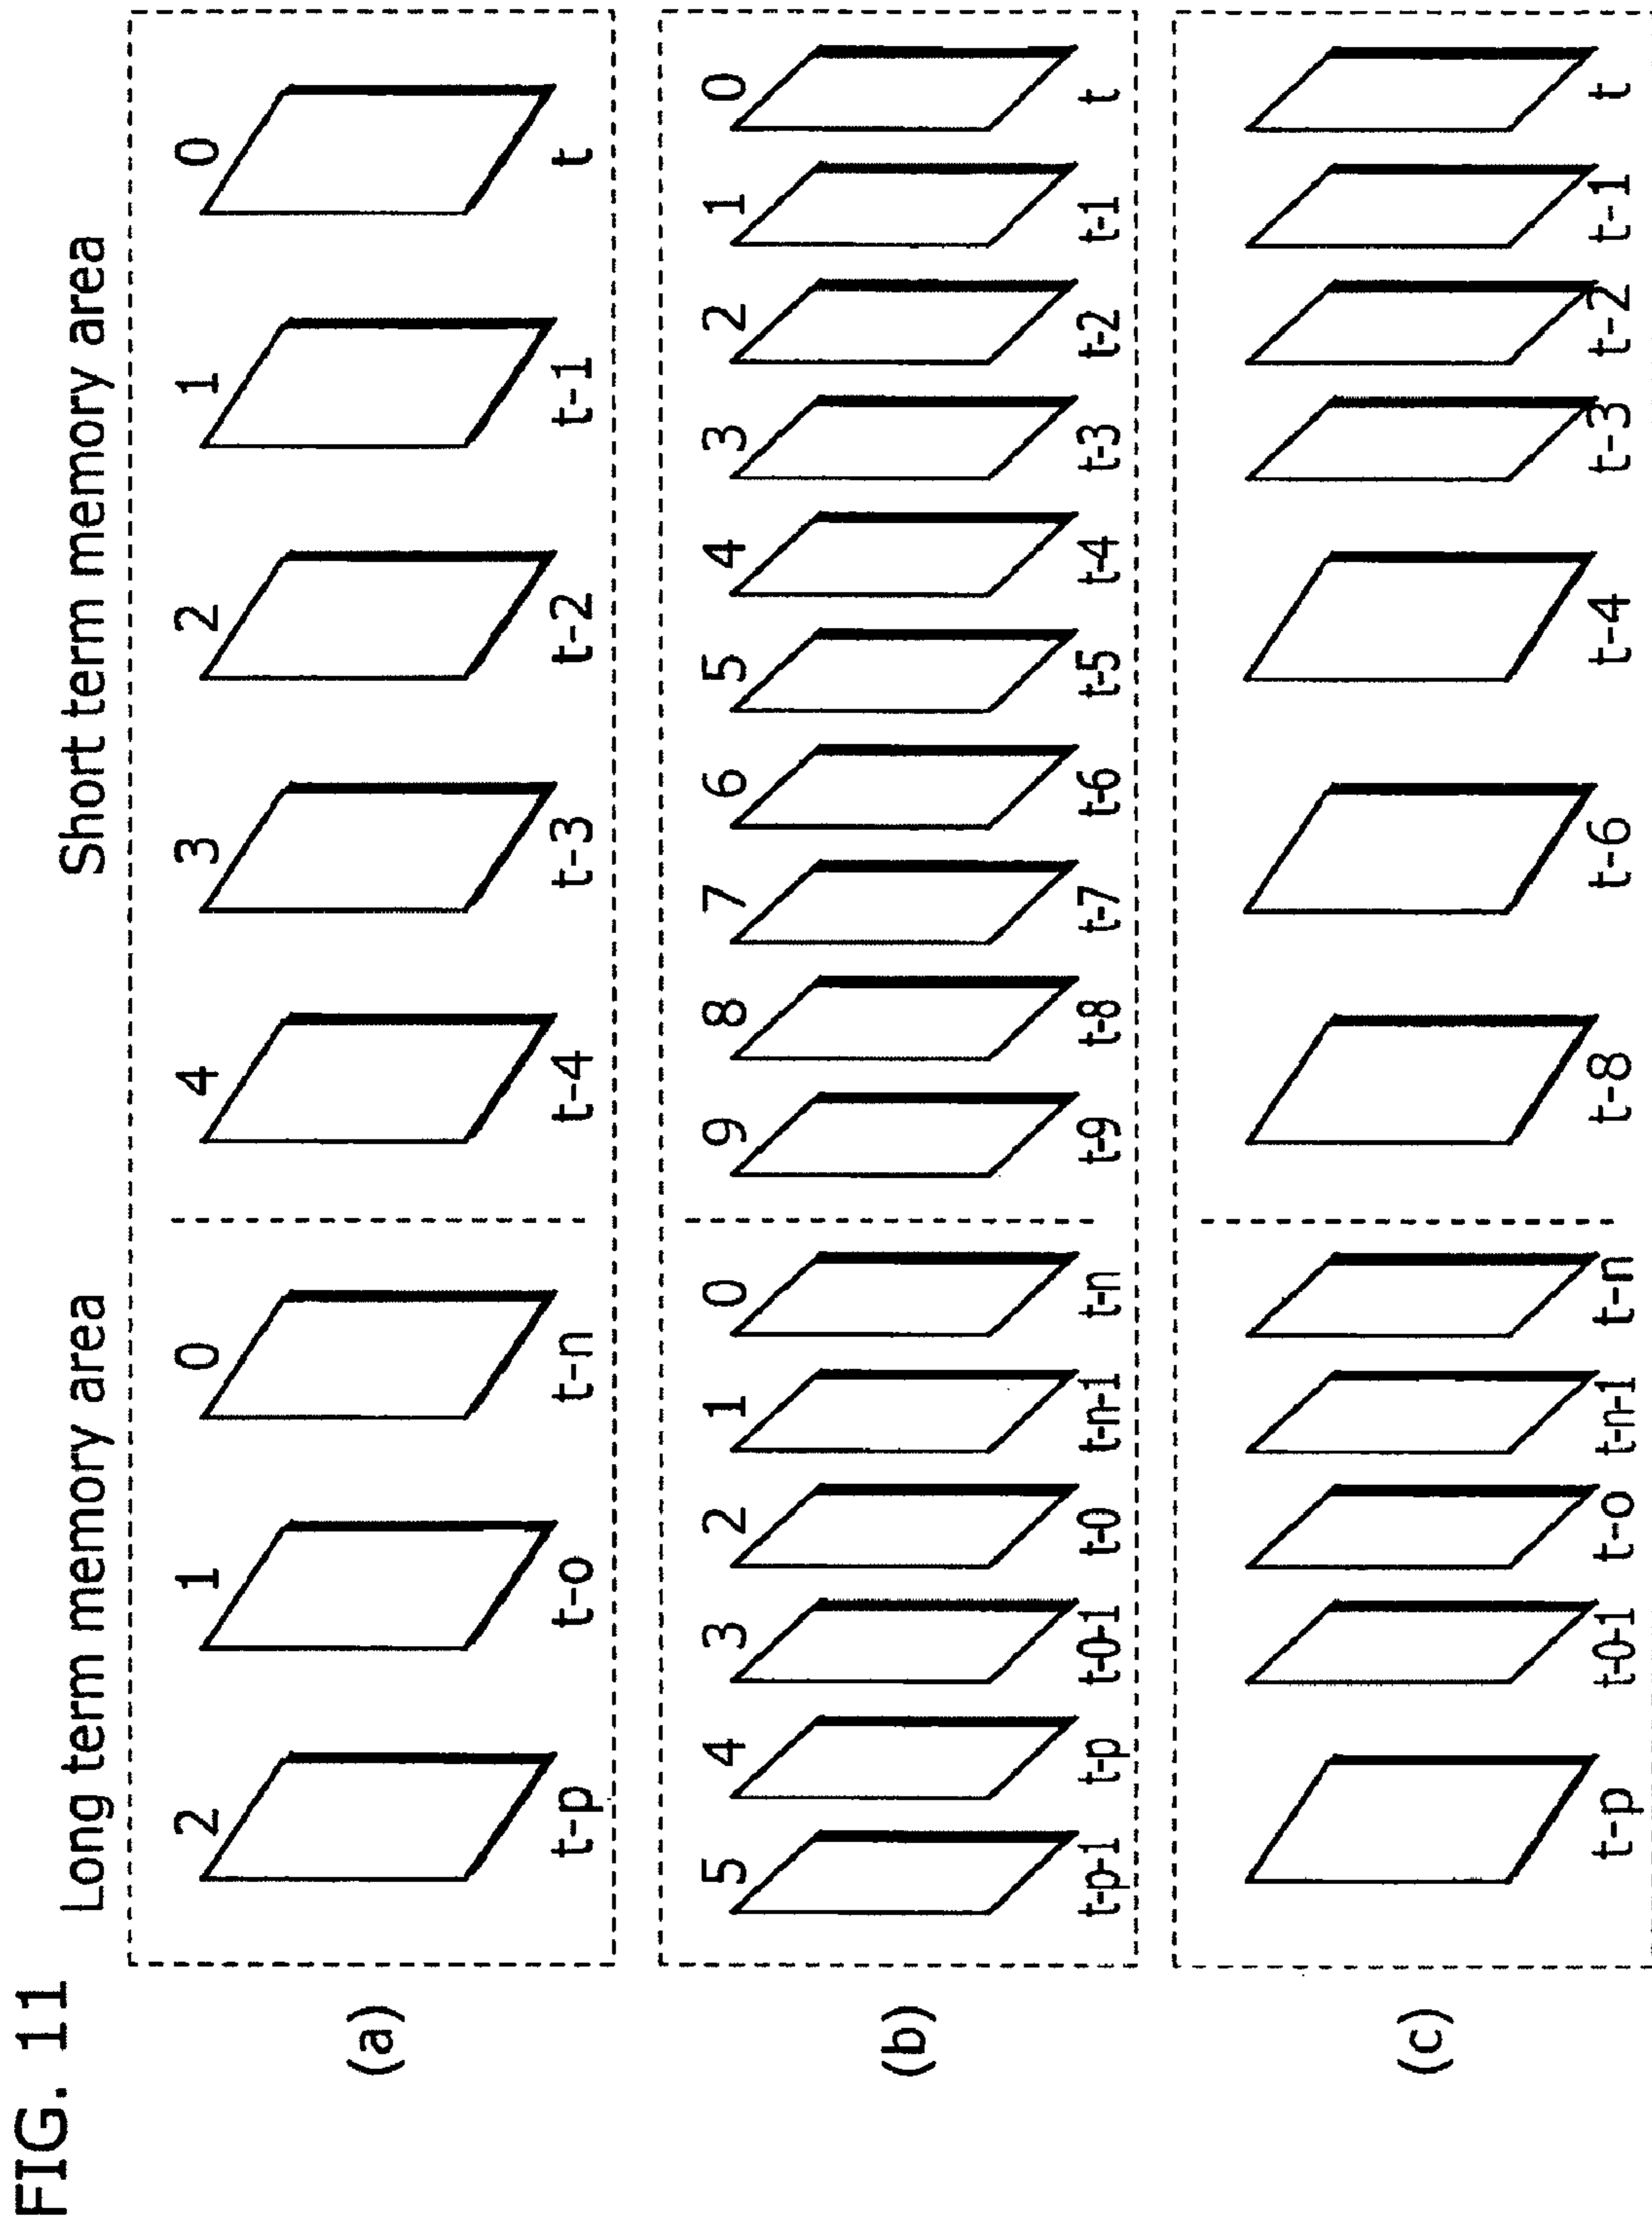 FIG. 11
Long term memory area Short term memory area
(a)
2 1 0 4 3 2 1 0
t-p t-o t-n t-4 t-3 t-2 t-1 t
(b)
5 4 3 2 1 0 9 8 7 6 5 4 3 2 1 0
t-p-1 t-p t-0-1 t-0 t-n-1 t-n t-9 t-8 t-7 t-6 t-5 t-4 t-3 t-2 t-1 t
(c)
t-p t-0-1 t-o t-n-1 t-n t-8 t-6 t-4 t-3 t-2 t-1 t